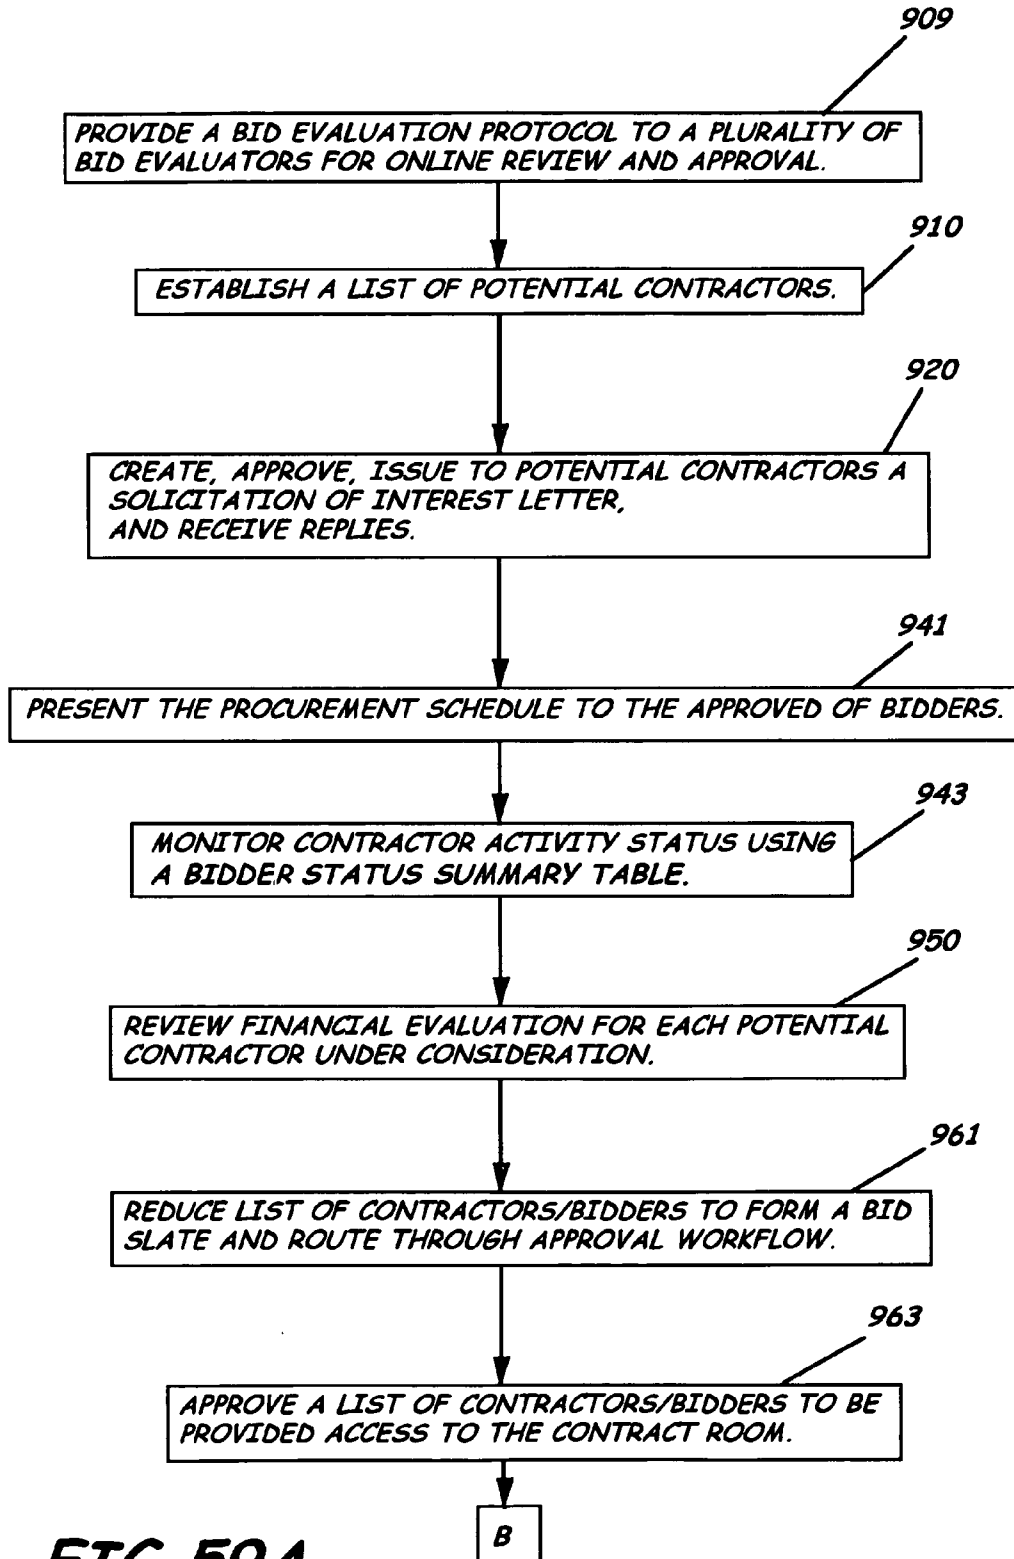 909
PROVIDE A BID EVALUATION PROTOCOL TO A PLURALITY OF
BID EVALUATORS FOR ONLINE REVIEW AND APPROVAL.
910
ESTABLISH A LIST OF POTENTIAL CONTRACTORS.
920
CREATE, APPROVE, ISSUE TO POTENTIAL CONTRACTORS A
SOLICITATION OF INTEREST LETTER,
AND RECEIVE REPLIES.
941
PRESENT THE PROCUREMENT SCHEDULE TO THE APPROVED OF BIDDERS.
943
MONITOR CONTRACTOR ACTIVITY STATUS USING
A BIDDER STATUS SUMMARY TABLE.
950
REVIEW FINANCIAL EVALUATION FOR EACH POTENTIAL
CONTRACTOR UNDER CONSIDERATION.
961
REDUCE LIST OF CONTRACTORS/BIDDERS TO FORM A BID
SLATE AND ROUTE THROUGH APPROVAL WORKFLOW.
963
APPROVE A LIST OF CONTRACTORS/BIDDERS TO BE
PROVIDED ACCESS TO THE CONTRACT ROOM.
B
FIG. 59A